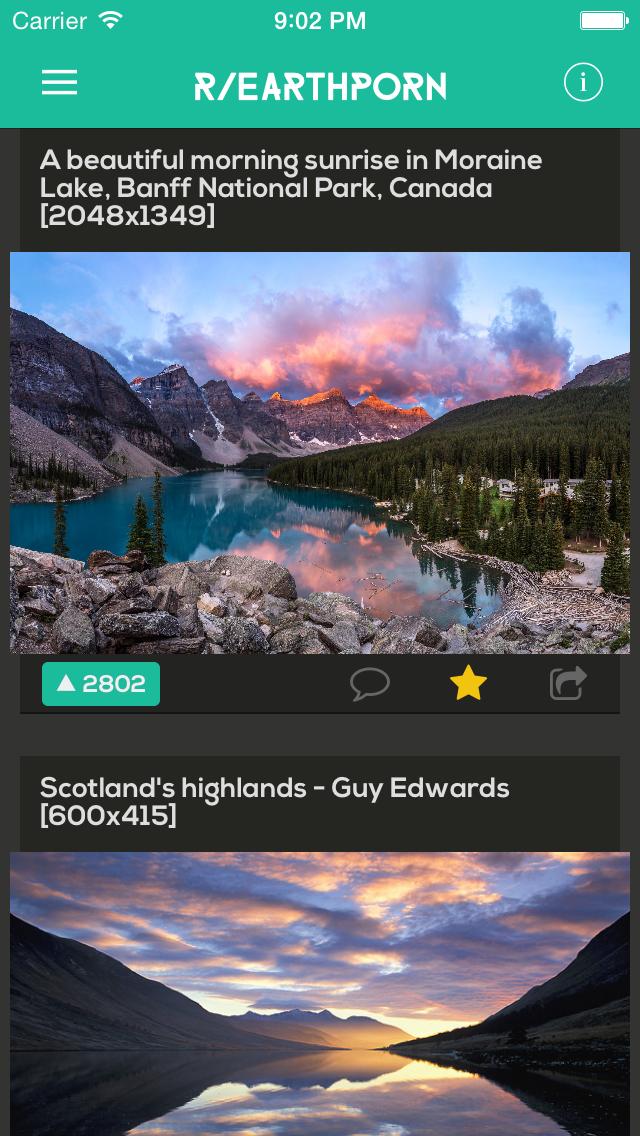 Carrier 9:02 PM
R/EARTHPORN
A beautiful morning sunrise in Moraine
Lake, Banff National Park, Canada
[2048x1349]
2802
Scotland's highlands - Guy Edwards
[600x415]